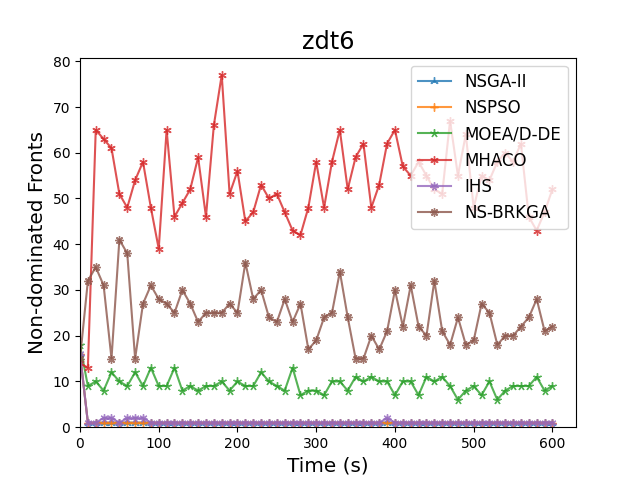 zdt6
Non-dominated Fronts
80
70
60
50
40
30
20
10
0
NSGA-II
NSPSO
MOEA/D-DE
MHACO
IHS
NS-BRKGA
0 100 200 300 400 500 600
Time (s)